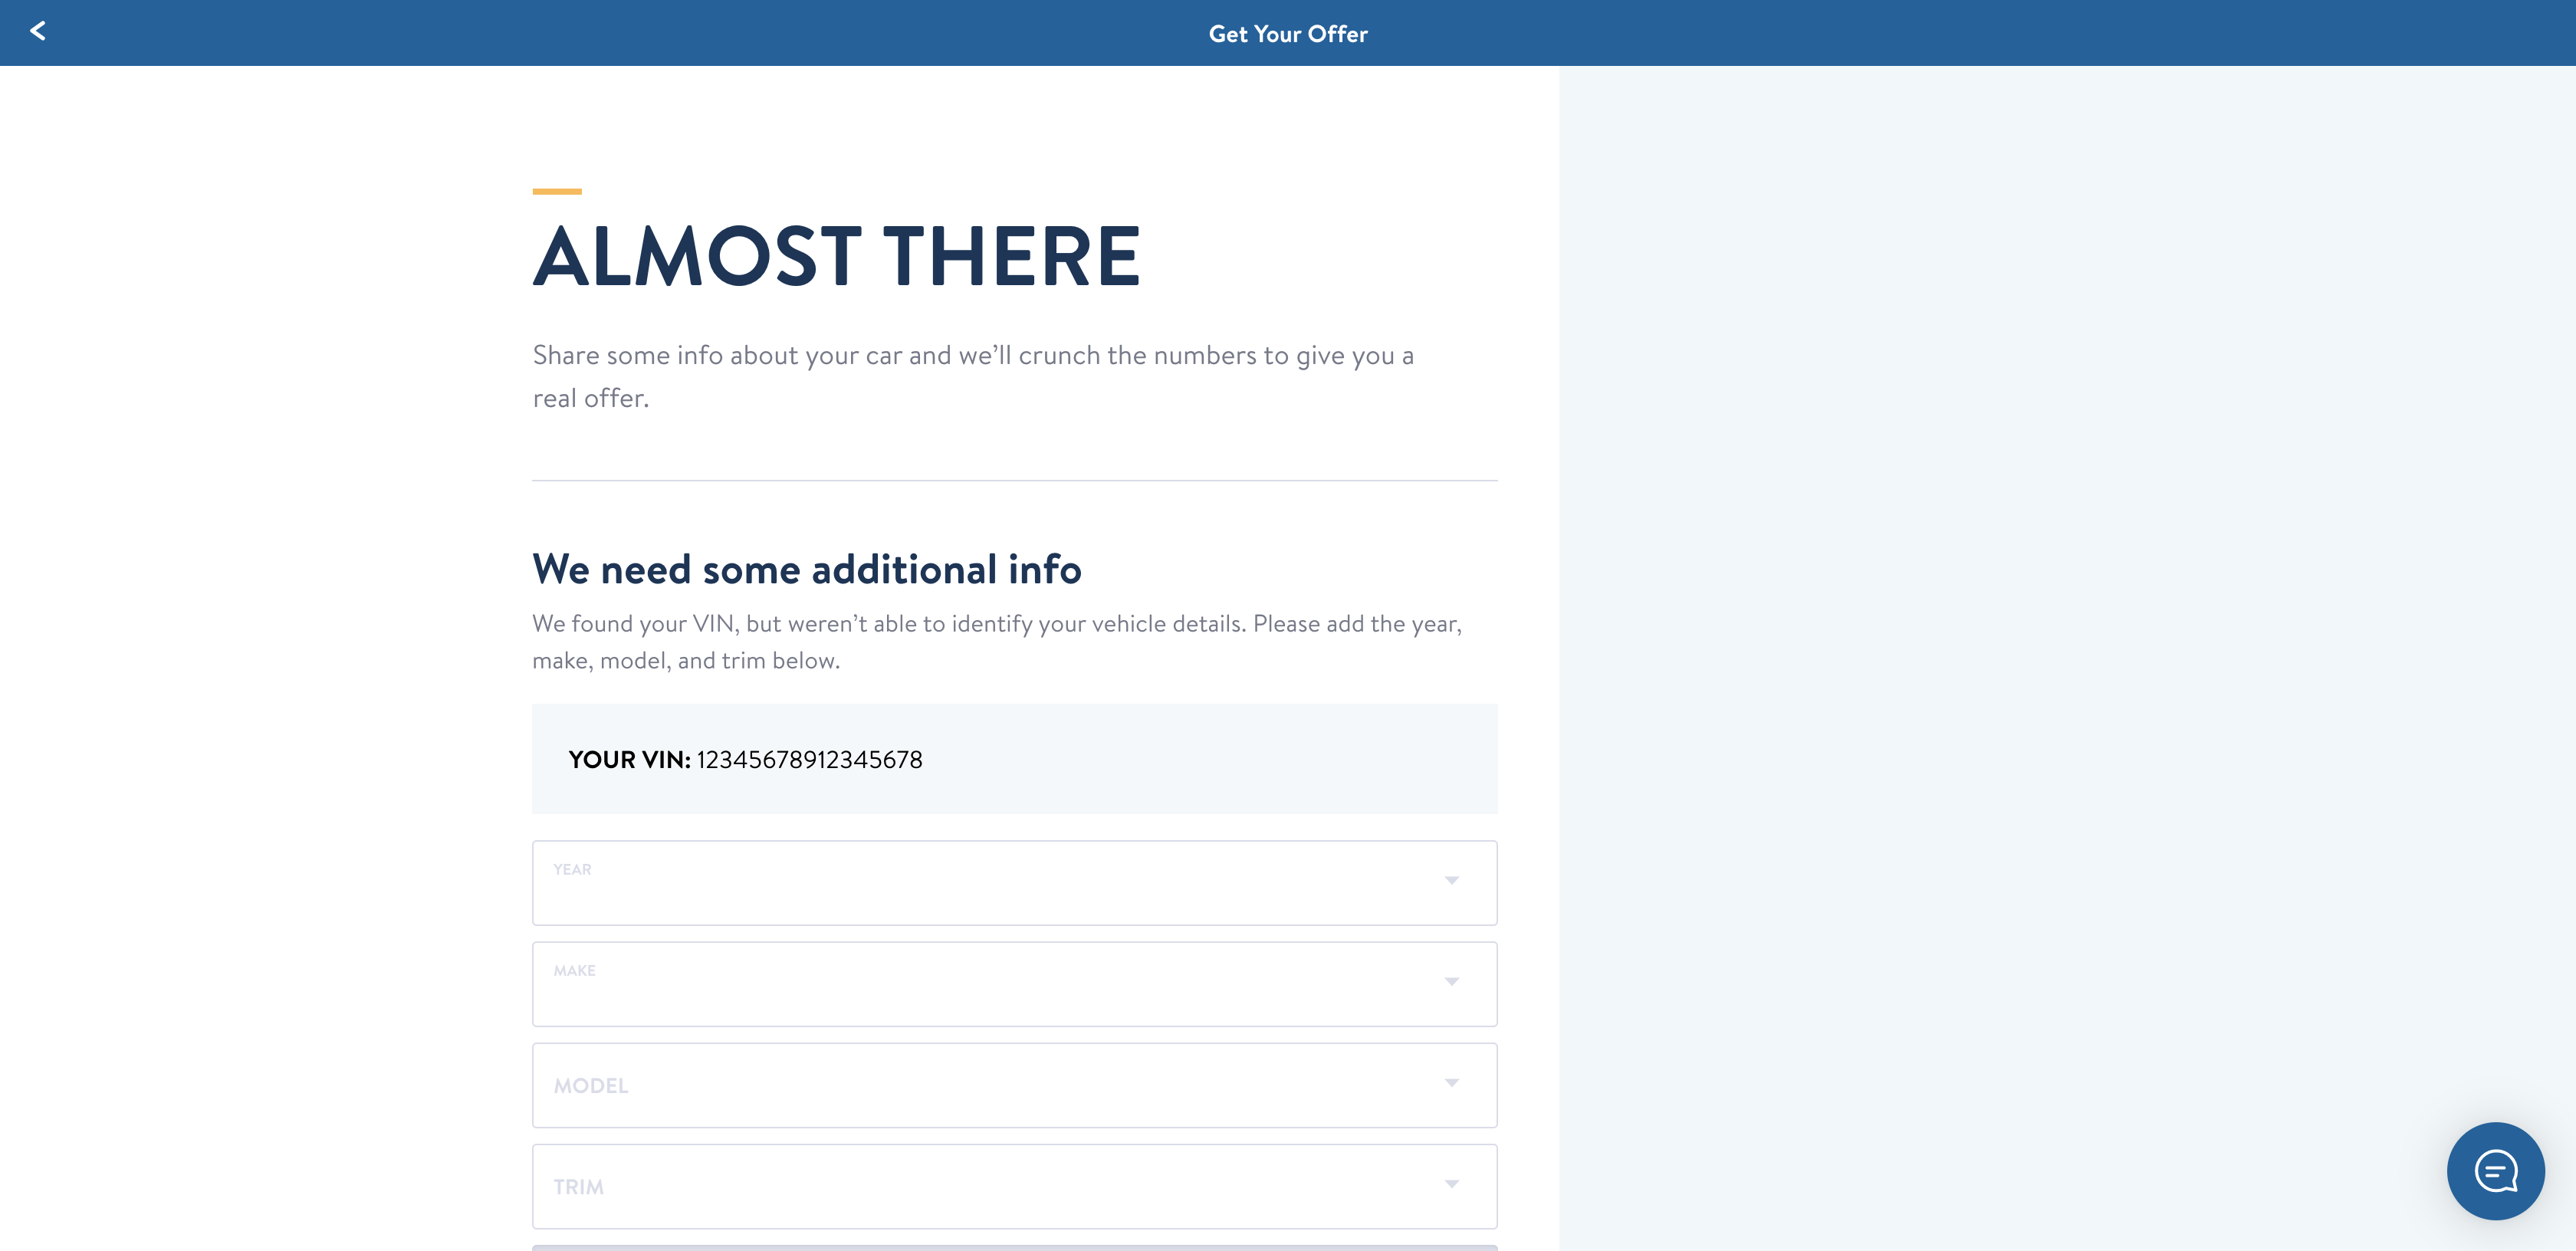 Get Your Offer
ALMOST THERE
Share some info about your car and we’ll crunch the numbers to give you a
real offer.
We need some additional info
We found your VIN, but weren’t able to identify your vehicle details. Please add the year,
make, model, and trim below.
YOUR VIN: 12345678912345678
YEAR
MAKE
MODEL
TRIM